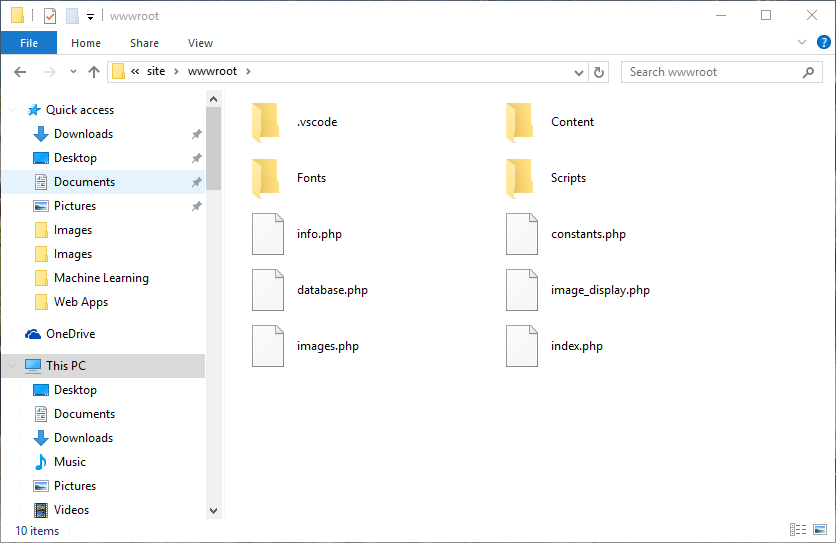 wwwroot
File Home Share View
« site > wwwroot >
Search wwwroot
Quick access
Downloads
Desktop
Documents
Pictures
Images
Images
Machine Learning
Web Apps
OneDrive
This PC
Desktop
Documents
Downloads
Music
Pictures
Videos
.vscode
Content
Fonts
Scripts
info.php
constants.php
database.php
image_display.php
images.php
index.php
10 items